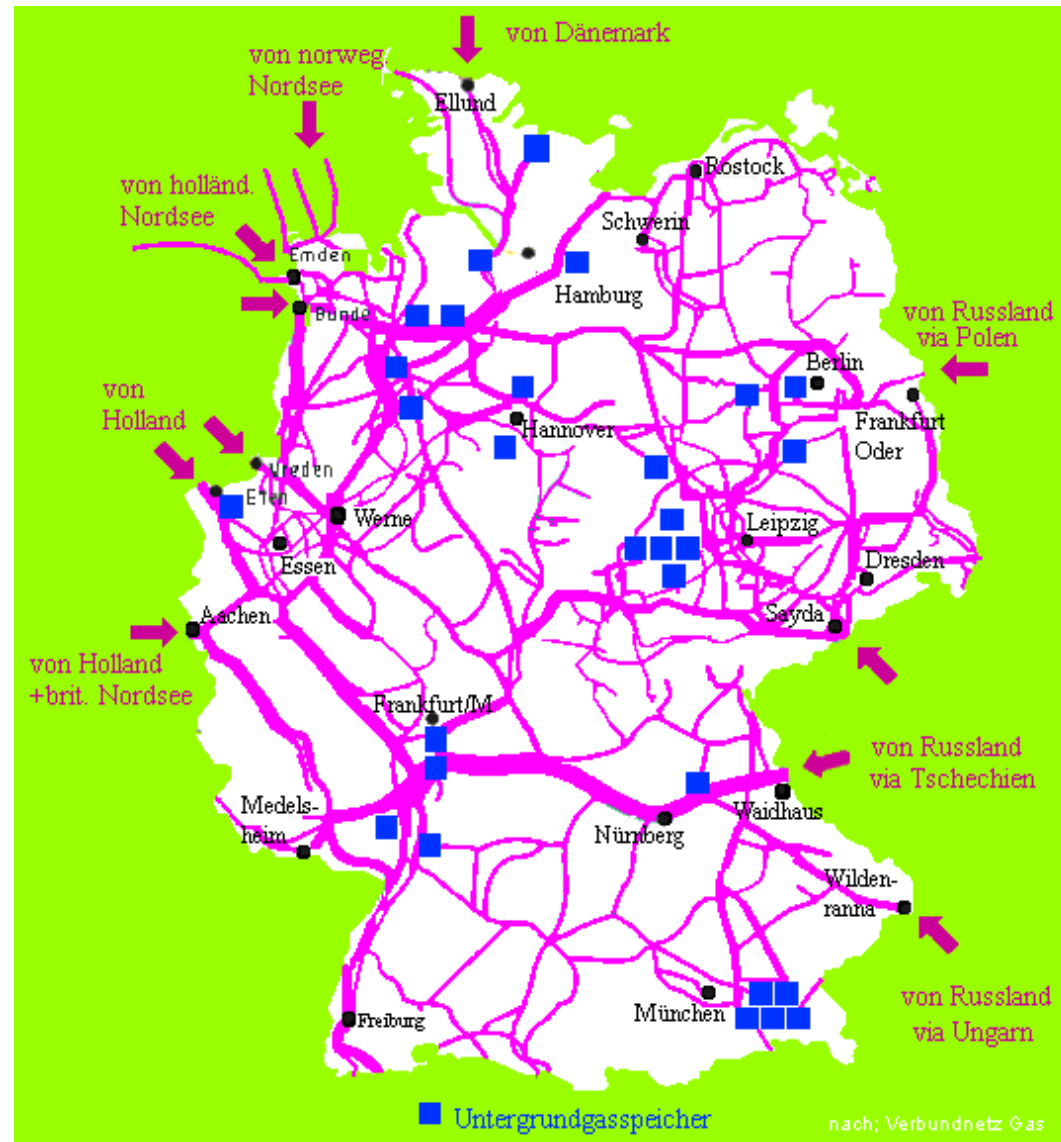 von Dänemark
von norweg.
Nordsee
Ellund
von holländ.
Nordsee
Rostock
Schwerin
Emden
Hamburg
Bunde
von Russland
via Polen
Berlin
von
Holland
Hannover
Frankfurt
Oder
Vreden
Elten
Werne
Leipzig
Essen
Dresden
Aachen
Sayda
von Holland
+brit. Nordsee
Frankfurt/M
von Russland
via Tschechien
Medels-
heim
Waidhaus
Nürnberg
Wilden-
ranna
von Russland
via Ungarn
München
Freiburg
Untergrundgasspeicher
nach; Verbundnetz Gas